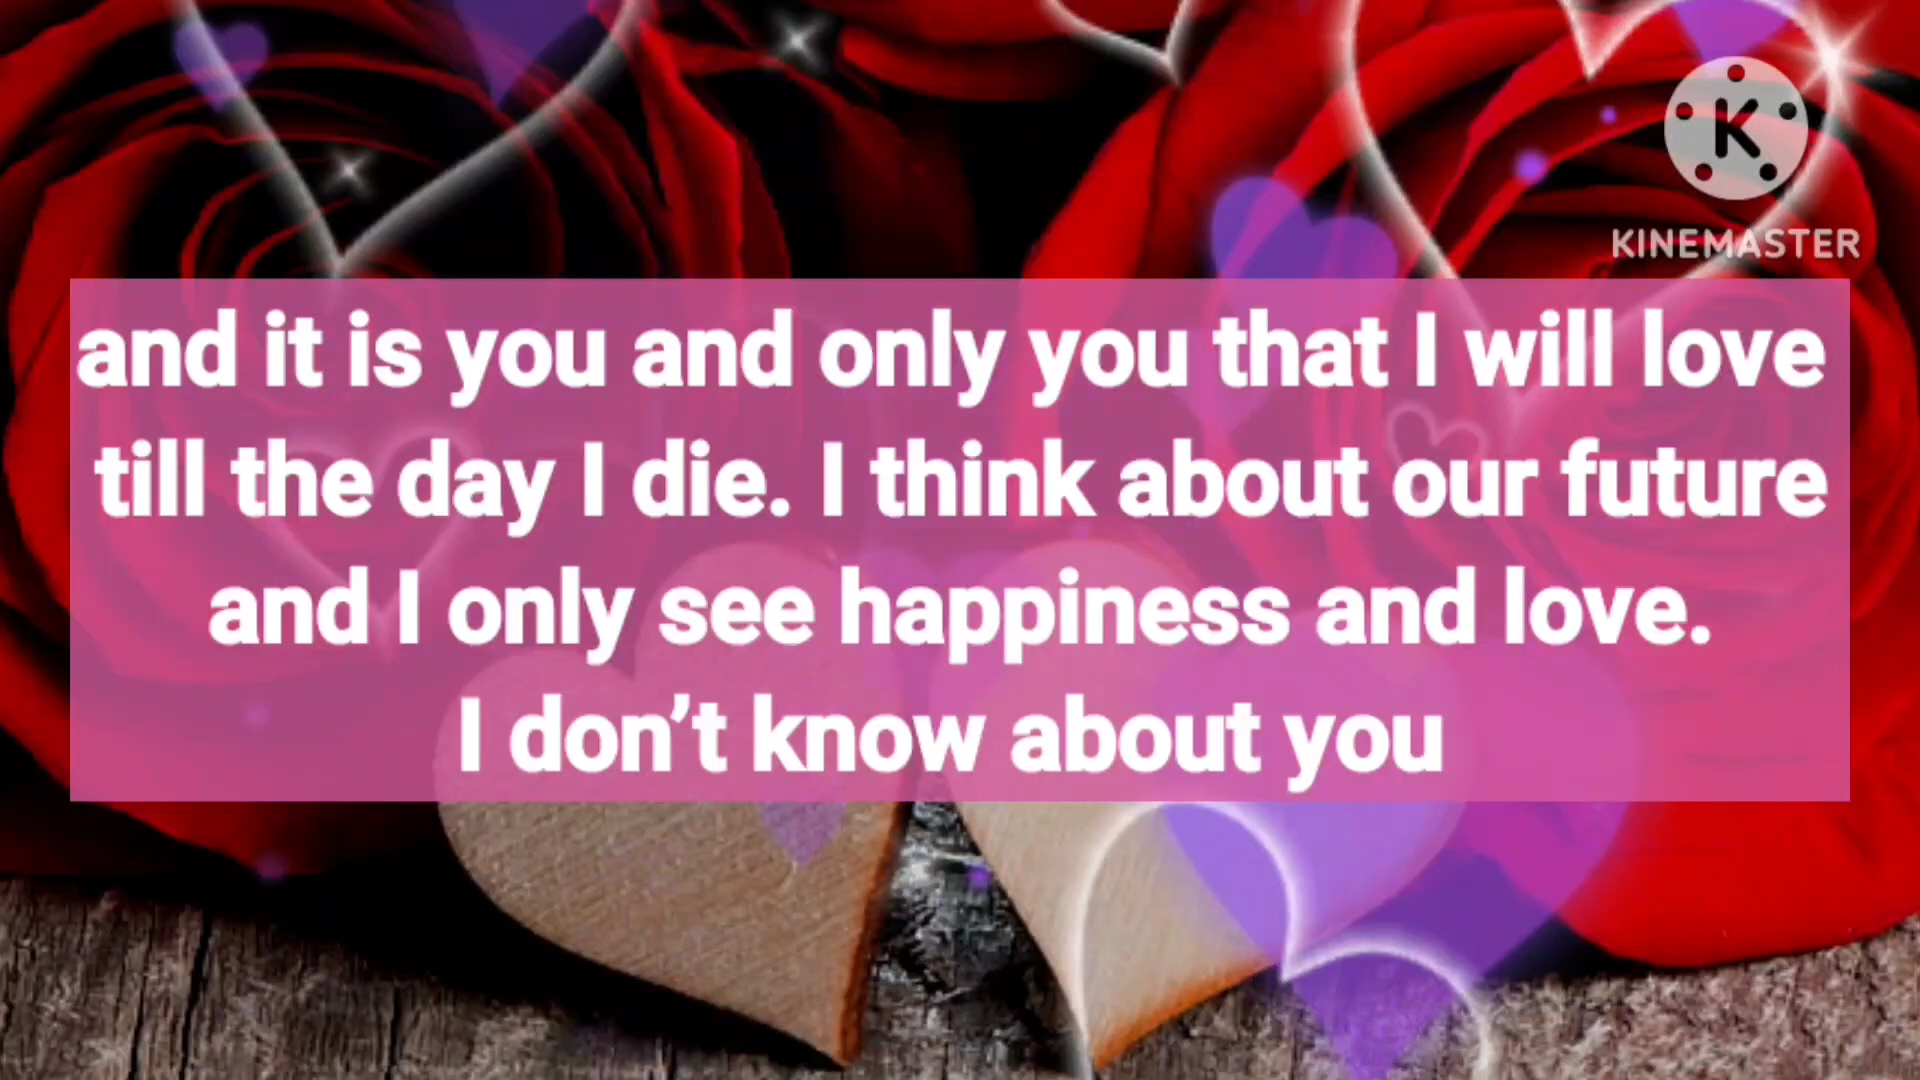 K
KINEMASTER
and it is you and only you that I will love
till the day I die. I think about our future
and I only see happiness and love.
I don’t know about you